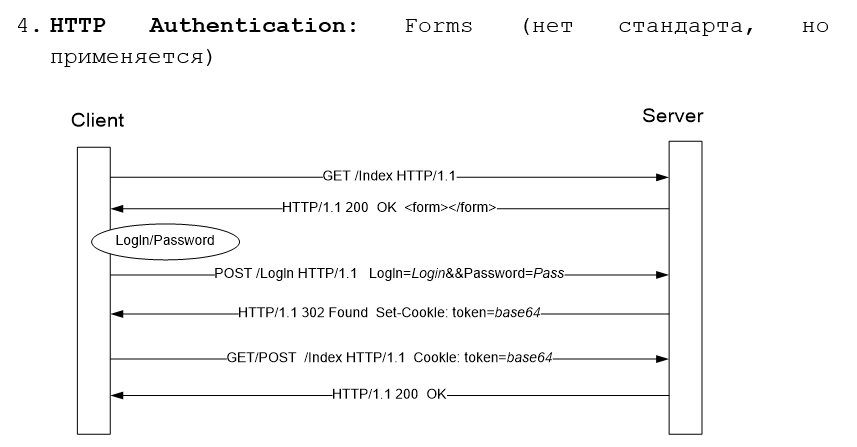 4. HTTP Authentication: Forms (нет стандарта, но
применяется)
Client
Server
GET /Index HTTP/1.1
HTTP/1.1 200 OK <form></form>
LogIn/Password
POST /LogIn HTTP/1.1 LogIn=Login&&Password=Pass
HTTP/1.1 302 Found Set-Cookie: token=base64
GET/POST /Index HTTP/1.1 Cookie: token=base64
HTTP/1.1 200 OK